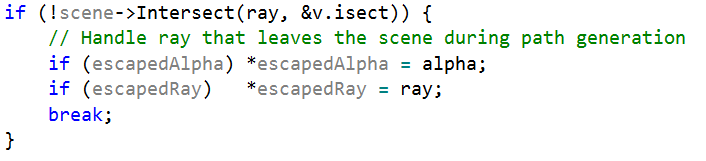 if (!scene->Intersect(ray, &v.isect)) {
    // Handle ray that leaves the scene during path generation
    if (escapedAlpha) *escapedAlpha = alpha;
    if (escapedRay)   *escapedRay = ray;
    break;
}